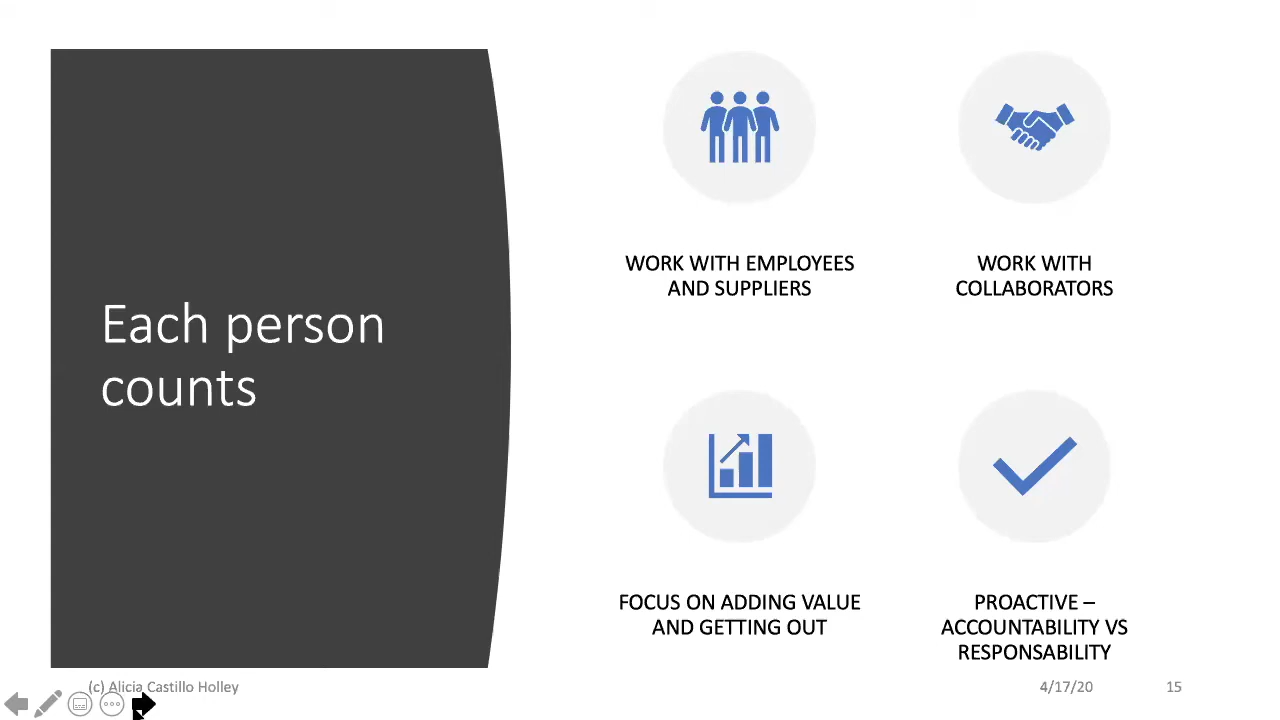 Each person
counts
WORK WITH EMPLOYEES
AND SUPPLIERS
WORK WITH
COLLABORATORS
FOCUS ON ADDING VALUE
AND GETTING OUT
PROACTIVE –
ACCOUNTABILITY VS
RESPONSABILITY
(c) Alicia Castillo Holley
4/17/20
15